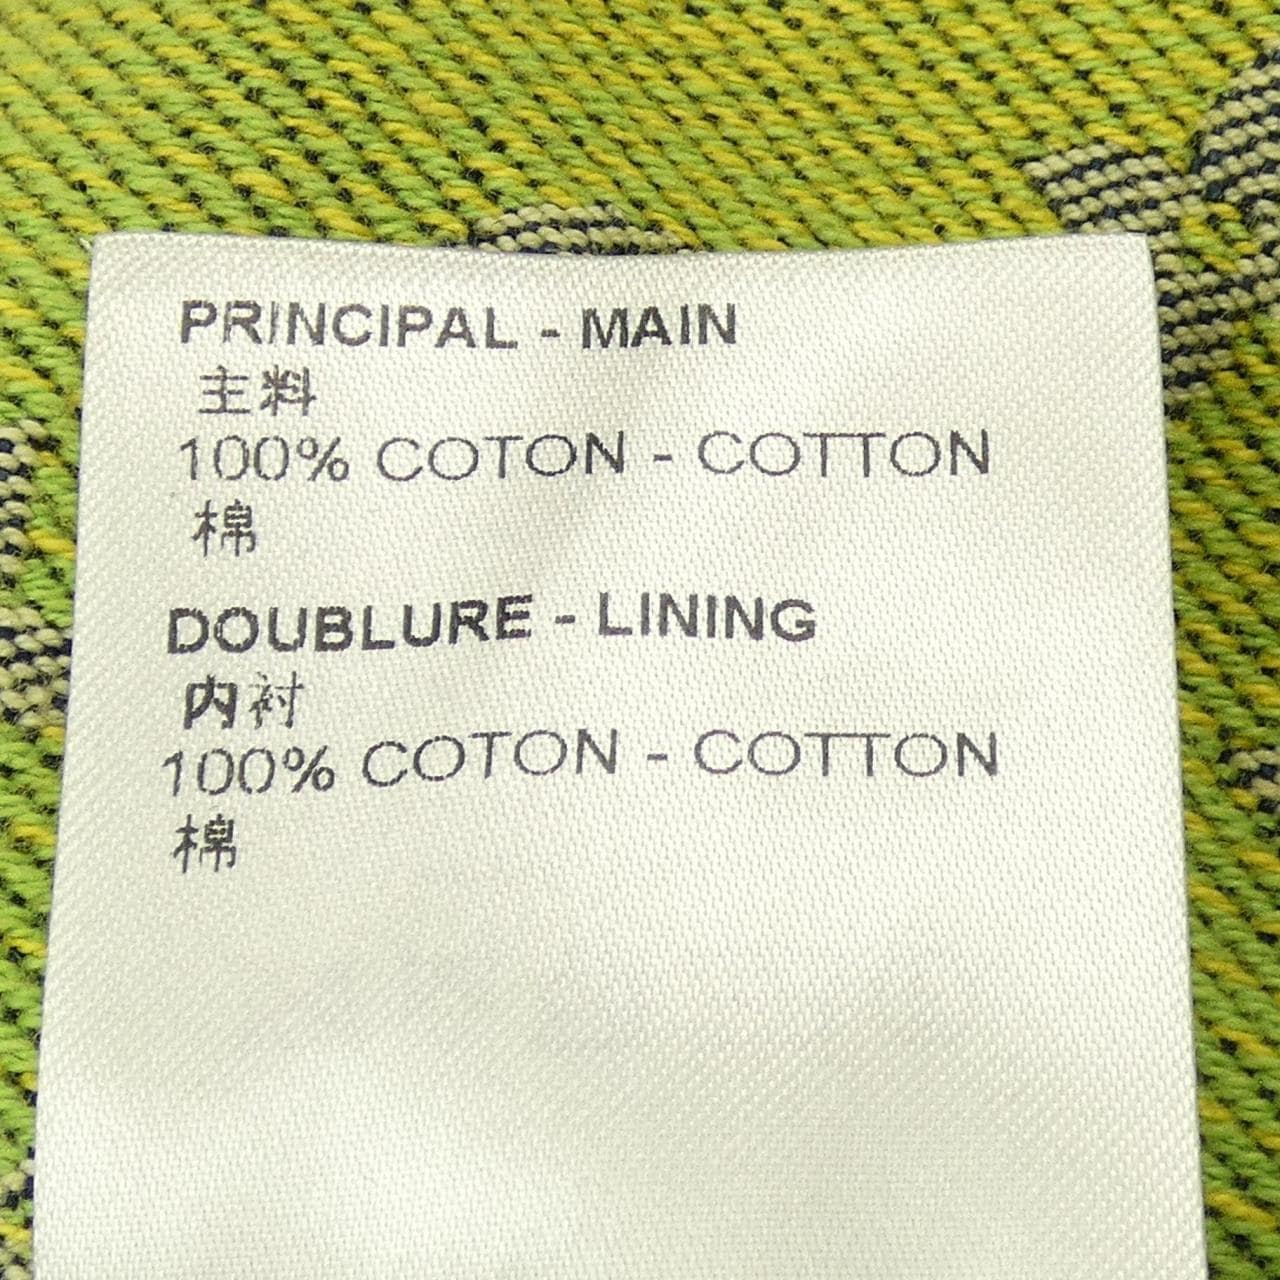 PRINCIPAL - MAIN
主料
100% COTON - COTTON
棉
DOUBLURE - LINING
内衬
100% COTON - COTTON
棉